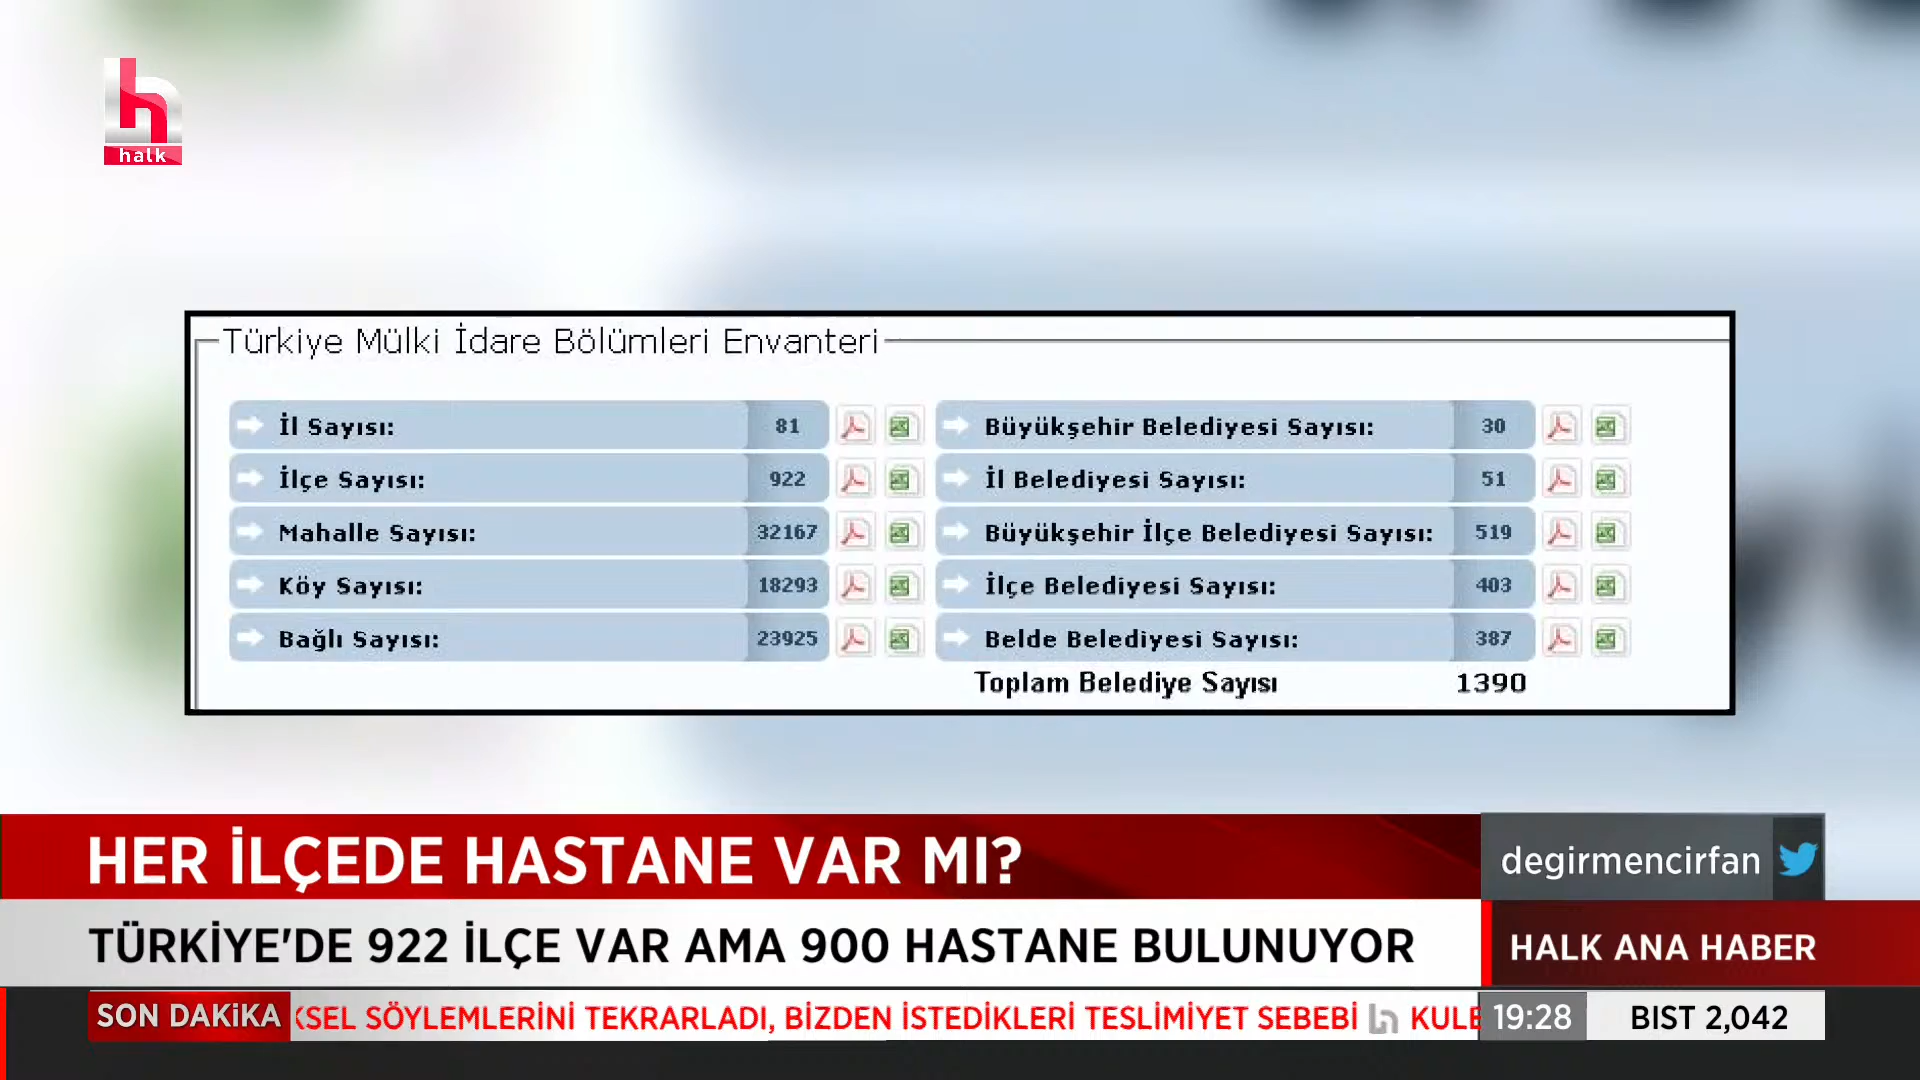 halk
Türkiye Mülki İdare Bölümleri Envanteri
İl Sayısı: 81
İlçe Sayısı: 922
Mahalle Sayısı: 32167
Köy Sayısı: 18293
Bağlı Sayısı: 23925
Büyükşehir Belediyesi Sayısı: 30
İl Belediyesi Sayısı: 51
Büyükşehir İlçe Belediyesi Sayısı: 519
İlçe Belediyesi Sayısı: 403
Belde Belediyesi Sayısı: 387
Toplam Belediye Sayısı 1390
HER İLÇEDE HASTANE VAR MI?
degirmencirfan
TÜRKİYE'DE 922 İLÇE VAR AMA 900 HASTANE BULUNUYOR
HALK ANA HABER
SON DAKiKA
SÖYLEMLERİNİ TEKRARLADI, BİZDEN İSTEDİKLERİ TESLİMİYET SEBEBİ
19:28
BIST 2,042